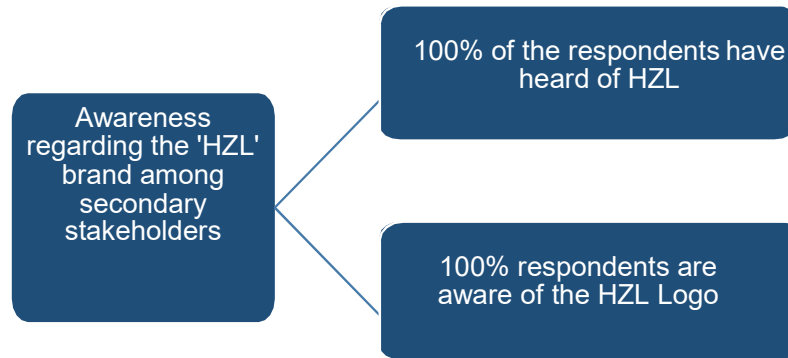 Awareness
regarding the 'HZL'
brand among
secondary
stakeholders
100% of the respondents have
heard of HZL
100% respondents are
aware of the HZL Logo